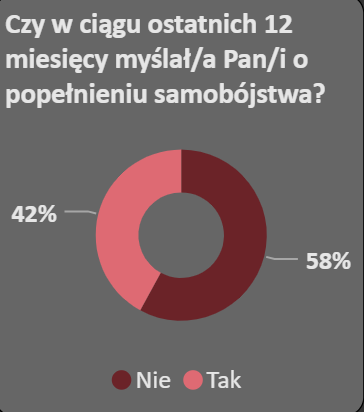 Czy w ciągu ostatnich 12
miesięcy myślał/a Pan/i o
popełnieniu samobójstwa?
42%
58%
Nie Tak